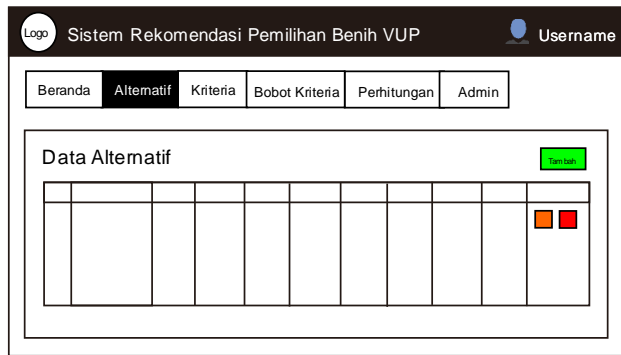 Logo
Sistem Rekomendasi Pemilihan Benih VUP
Username
Beranda
Alternatif
Kriteria
Bobot Kriteria
Perhitungan
Admin
Data Alternatif
Tambah